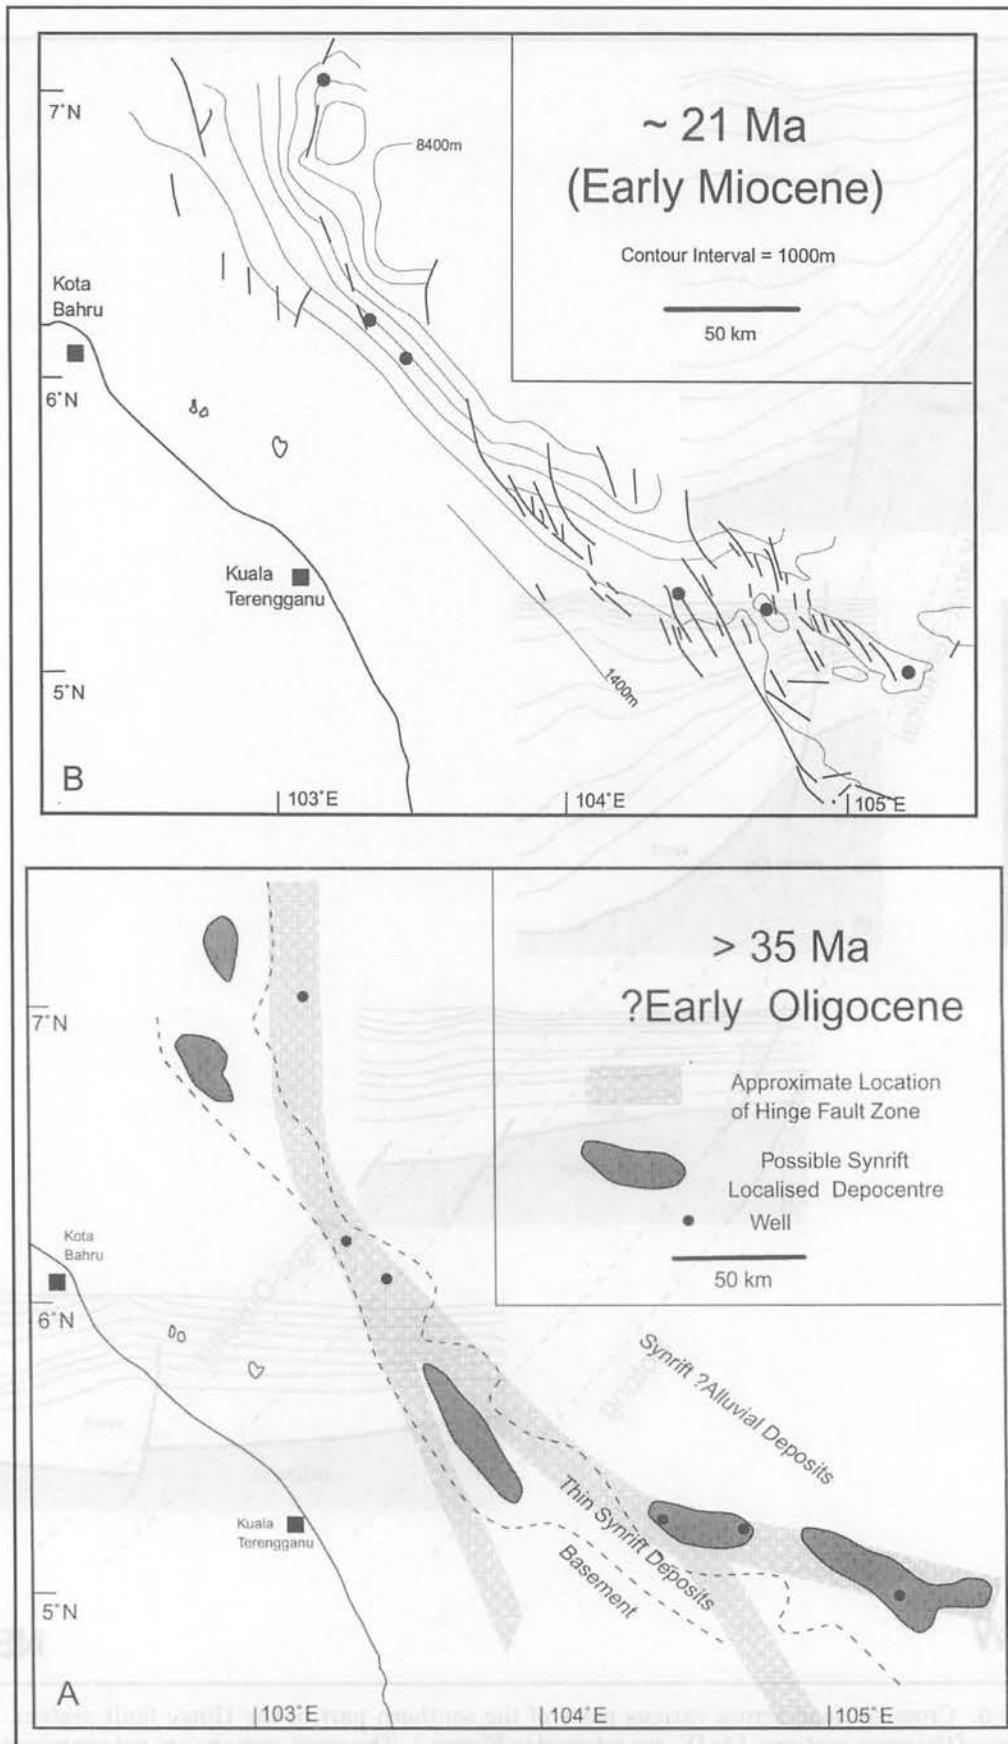 ~ 21 Ma
(Early Miocene)
Contour Interval = 1000m
50 km
7°N
8400m
Kota
Bahru
6°N
Kuala
Terengganu
5°N
1400m
B
103°E
104°E
105°E
> 35 Ma
?Early Oligocene
Approximate Location
of Hinge Fault Zone
Possible Synrift
Localised Depocentre
Well
50 km
7°N
Kota
Bahru
6°N
Synrift ?Alluvial Deposits
Thin Synrift Deposits
Basement
Kuala
Terengganu
5°N
A
103°E
104°E
105°E